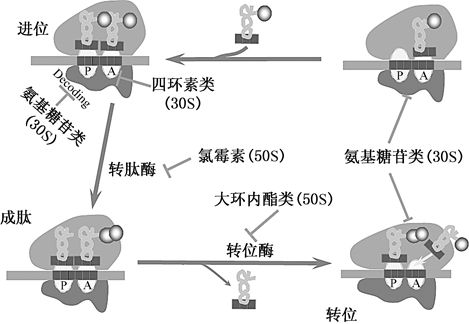 进位
P A
P A
Decoding
四环素类
(30S)
氨基糖苷类
(30S)
转肽酶
氯霉素(50S)
氨基糖苷类(30S)
大环内酯类(50S)
成肽
转位酶
P A
P A
转位